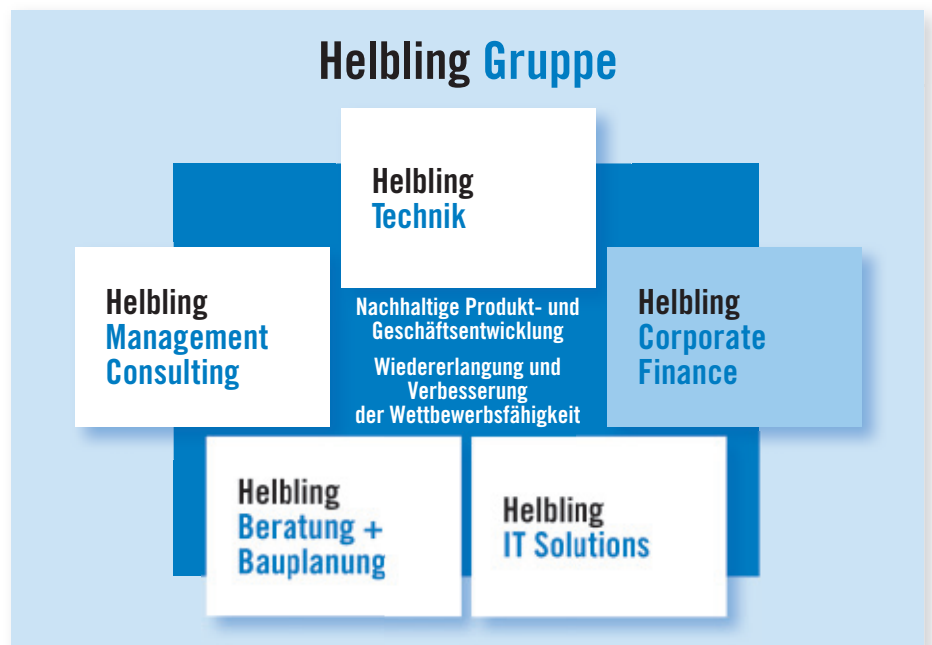 Helbling Gruppe
Helbling
Technik
Helbling
Management
Consulting
Nachhaltige Produkt- und
Geschäftsentwicklung
Wiedererlangung und
Verbesserung
der Wettbewerbsfähigkeit
Helbling
Corporate
Finance
Helbling
Beratung +
Bauplanung
Helbling
IT Solutions